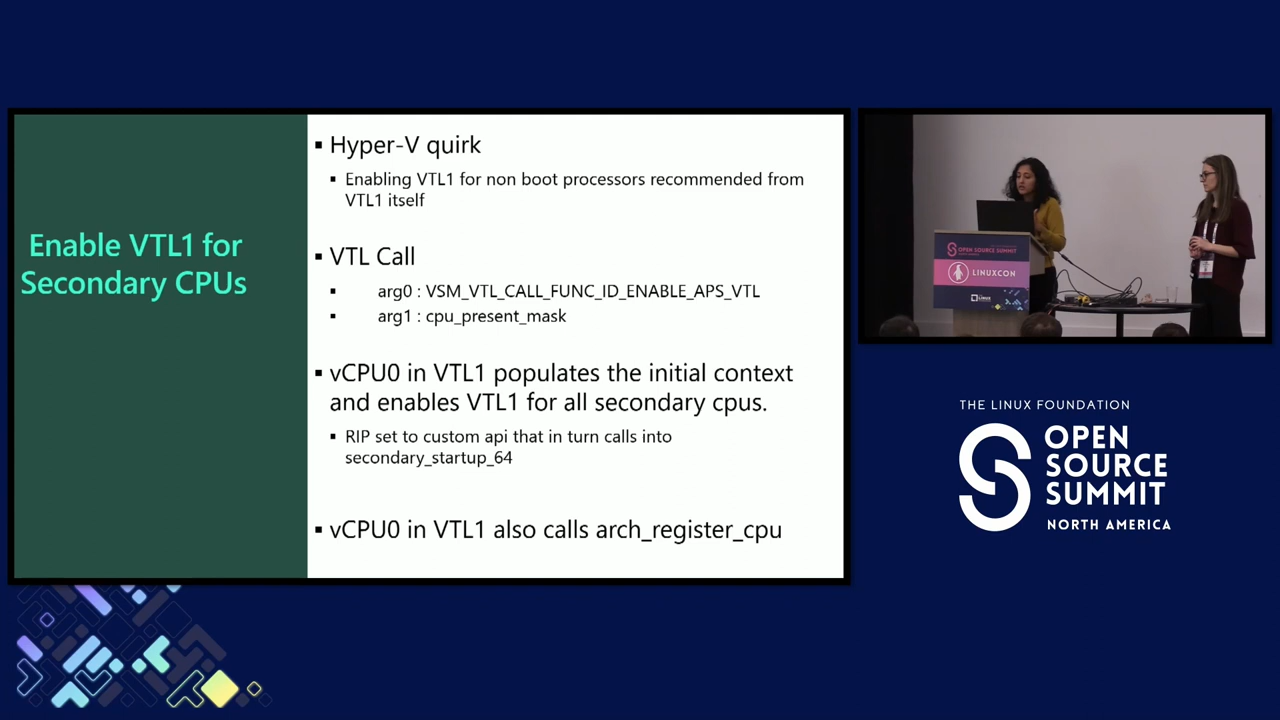 Enable VTL1 for
Secondary CPUs
▪ Hyper-V quirk
▪ Enabling VTL1 for non boot processors recommended from
VTL1 itself
▪ VTL Call
▪ arg0 : VSM_VTL_CALL_FUNC_ID_ENABLE_APS_VTL
▪ arg1 : cpu_present_mask
▪ vCPU0 in VTL1 populates the initial context
and enables VTL1 for all secondary cpus.
▪ RIP set to custom api that in turn calls into
secondary_startup_64
▪ vCPU0 in VTL1 also calls arch_register_cpu
OPEN SOURCE SUMMIT
LINUXCON
THE LINUX FOUNDATION
OPEN
SOURCE
SUMMIT
NORTH AMERICA